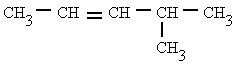 CH3 — CH = CH — CH — CH3
CH3